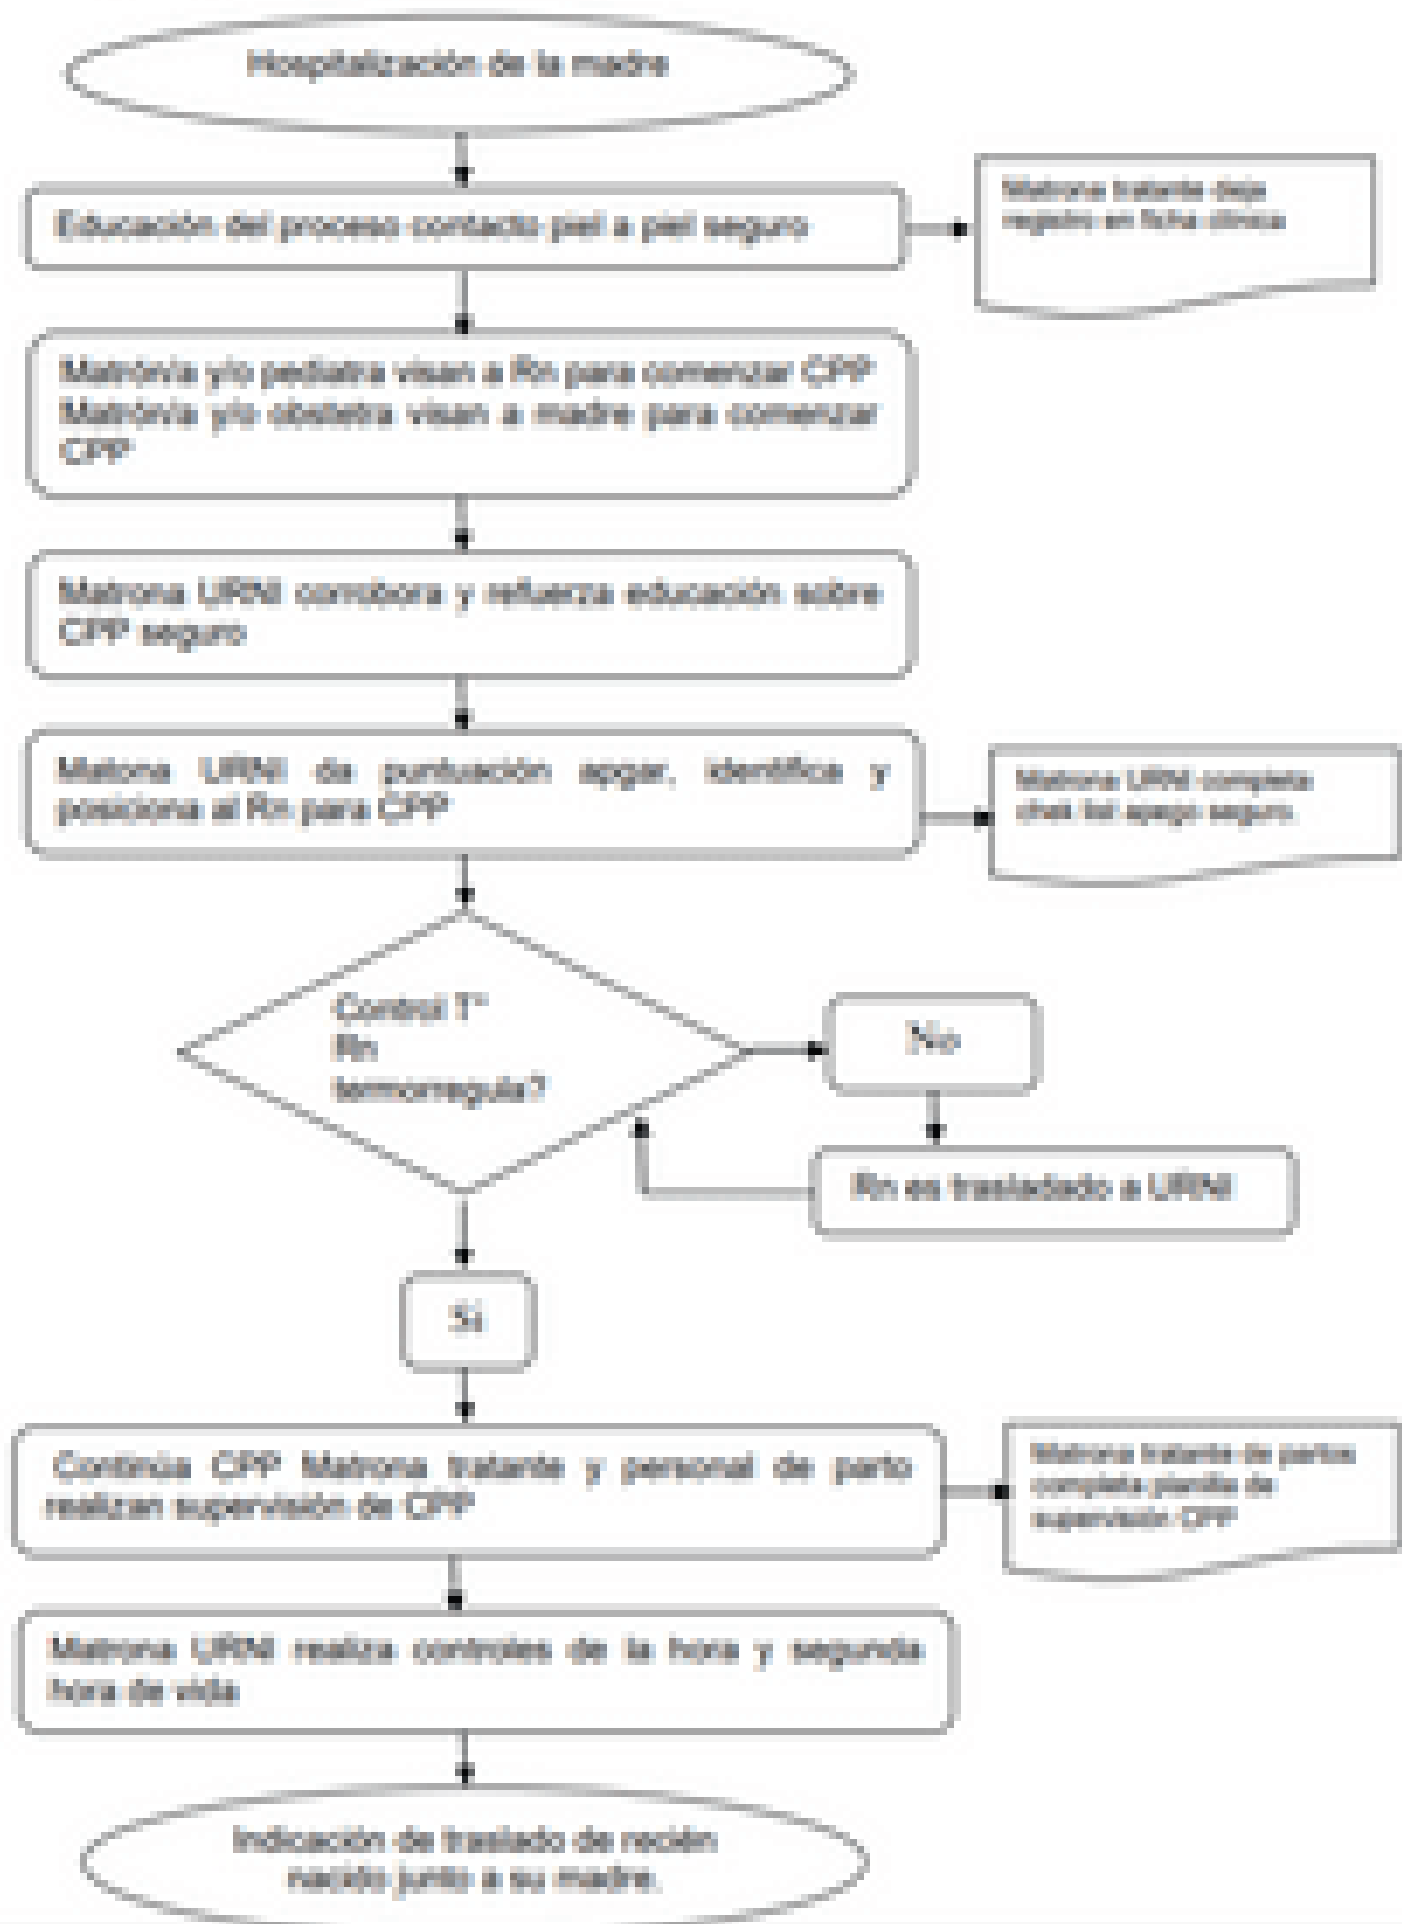 Hospitalización de la madre
Educación del proceso contacto piel a piel seguro
Matrona tratante deja
registro en ficha clinica
Matrón/a y/o pediatra visan a Rn para comenzar CPP
Matrón/a y/o obstetra visan a madre para comenzar
CPP
Matrona URNI corrobora y refuerza educación sobre
CPP seguro
Matona URNI da puntuación apgar, identifica y
posiciona al Rn para CPP
Matrona URNI completa
chek list apego seguro.
Control T°
Rn
termorregula?
No
Rn es trasladado a URNI
Si
Continúa CPP Matrona tratante y personal de parto
realizan supervisión de CPP
Matrona tratante de partos
completa planilla de
supervisión CPP
Matrona URNI realiza controles de la hora y segunda
hora de vida
Indicación de traslado de recién
nacido junto a su madre.